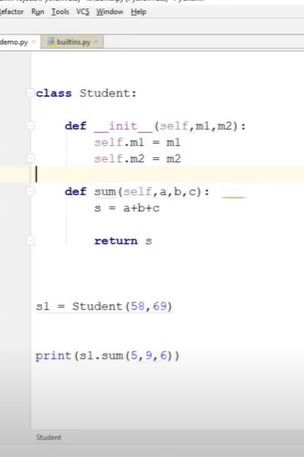 Refactor Run Tools VCS Window Help
demo.py × builtins.py ×
class Student:
def __init__(self,m1,m2):
self.m1 = m1
self.m2 = m2
def sum(self,a,b,c):
s = a+b+c
return s
s1 = Student(58,69)
print(s1.sum(5,9,6))
Student